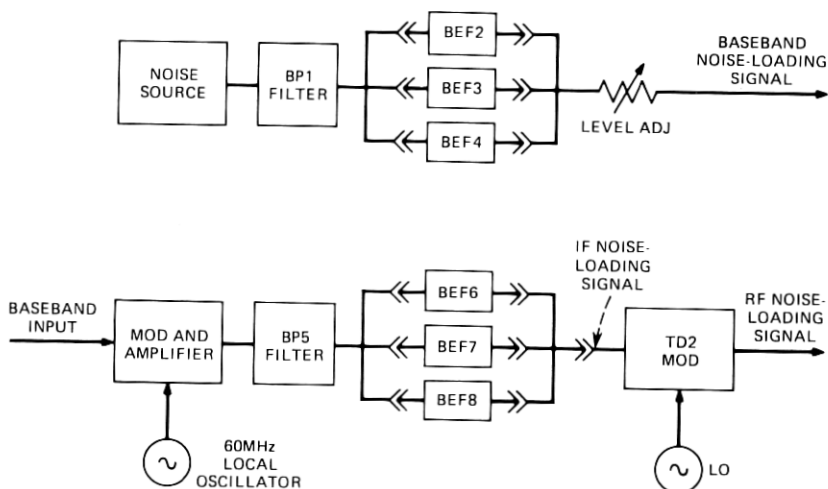 NOISE
SOURCE
BP1
FILTER
BEF2
BEF3
BEF4
LEVEL ADJ
BASEBAND
NOISE-LOADING
SIGNAL
BASEBAND
INPUT
MOD AND
AMPLIFIER
60MHz
LOCAL
OSCILLATOR
BP5
FILTER
BEF6
BEF7
BEF8
IF NOISE-
LOADING
SIGNAL
TD2
MOD
LO
RF NOISE-
LOADING
SIGNAL